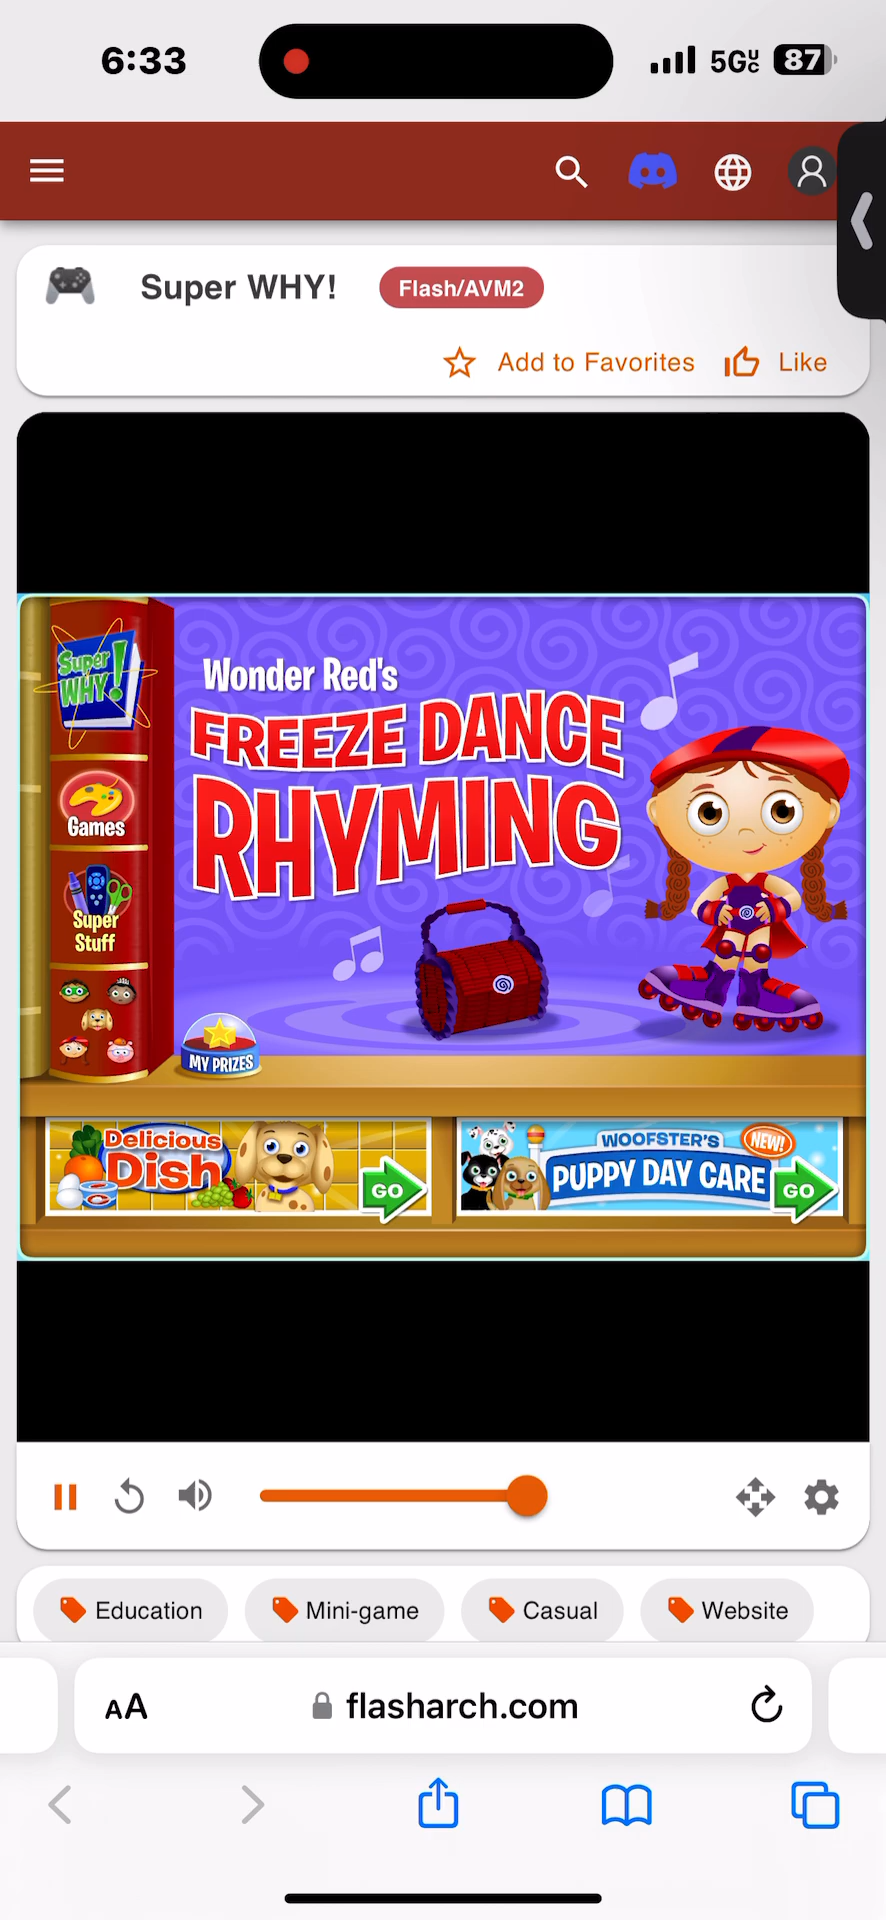 6:33
5GUC
87
Super WHY!
Flash/AVM2
Add to Favorites
Like
Super
WHY!
Wonder Red's
FREEZE DANCE
RHYMING
Games
Super
Stuff
MY PRIZES
Delicious
Dish
GO
WOOFSTER'S
NEW!
PUPPY DAY CARE
GO
Education
Mini-game
Casual
Website
AA
flasharch.com